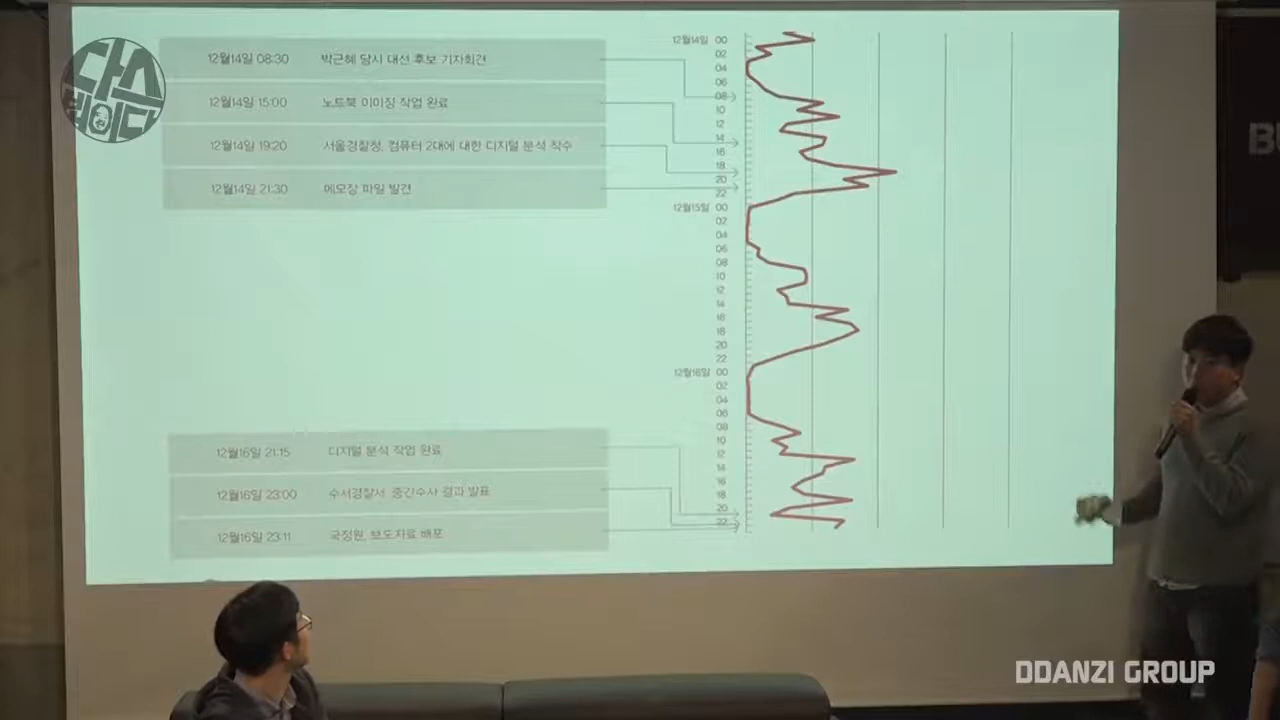 다스
뵈이다
12월14일 08:30 박근혜 당시 대선 후보 기자회견
12월14일 15:00 노트북 이미징 작업 완료
12월14일 19:20 서울경찰청, 컴퓨터 2대에 대한 디지털 분석 착수
12월14일 21:30 메모장 파일 발견
12월16일 21:15 디지털 분석 작업 완료
12월16일 23:00 수서경찰서 중간수사 결과 발표
12월16일 23:11 국정원, 보도자료 배포
12월14일 00
02
04
06
08
10
12
14
16
18
20
22
12월15일 00
02
04
06
08
10
12
14
16
18
20
22
12월16일 00
02
04
06
08
10
12
14
16
18
20
22
DDANZI GROUP